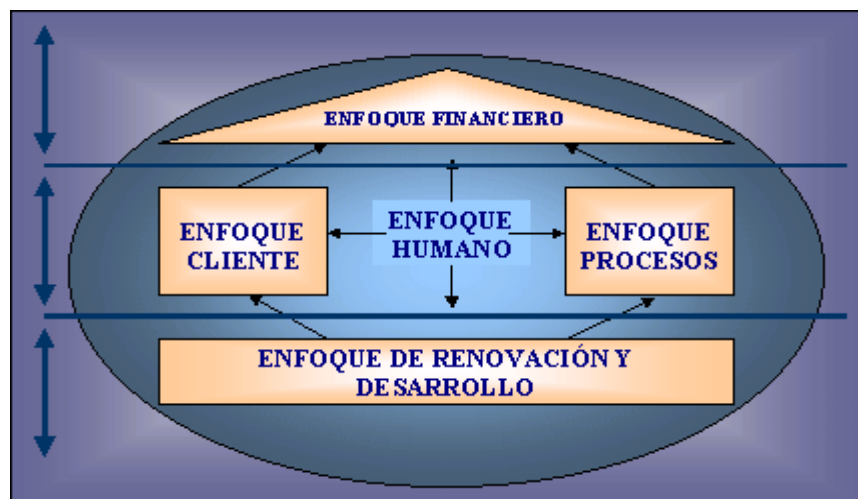 ENFOQUE FINANCIERO
ENFOQUE
CLIENTE
ENFOQUE
HUMANO
ENFOQUE
PROCESOS
ENFOQUE DE RENOVACIÓN Y
DESARROLLO